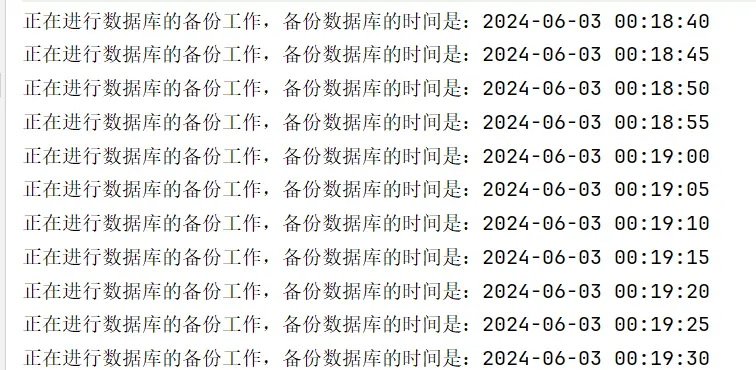 正在进行数据库的备份工作，备份数据库的时间是：2024-06-03 00:18:40
正在进行数据库的备份工作，备份数据库的时间是：2024-06-03 00:18:45
正在进行数据库的备份工作，备份数据库的时间是：2024-06-03 00:18:50
正在进行数据库的备份工作，备份数据库的时间是：2024-06-03 00:18:55
正在进行数据库的备份工作，备份数据库的时间是：2024-06-03 00:19:00
正在进行数据库的备份工作，备份数据库的时间是：2024-06-03 00:19:05
正在进行数据库的备份工作，备份数据库的时间是：2024-06-03 00:19:10
正在进行数据库的备份工作，备份数据库的时间是：2024-06-03 00:19:15
正在进行数据库的备份工作，备份数据库的时间是：2024-06-03 00:19:20
正在进行数据库的备份工作，备份数据库的时间是：2024-06-03 00:19:25
正在进行数据库的备份工作，备份数据库的时间是：2024-06-03 00:19:30